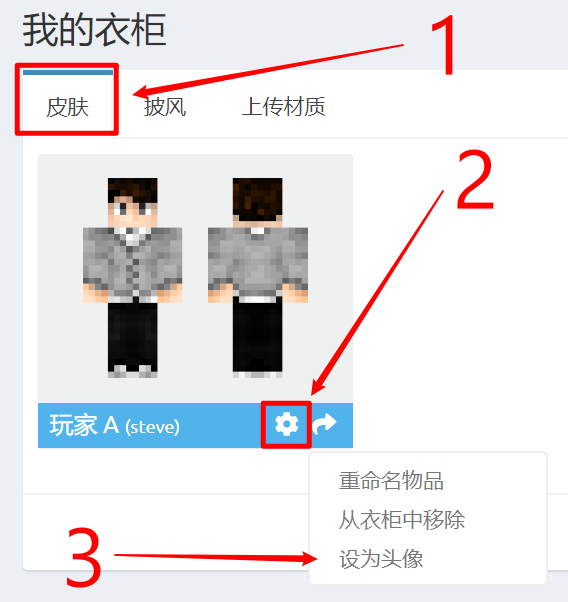 我的衣柜
1
皮肤 披风 上传材质
2
玩家 A (steve)
重命名物品
从衣柜中移除
设为头像
3